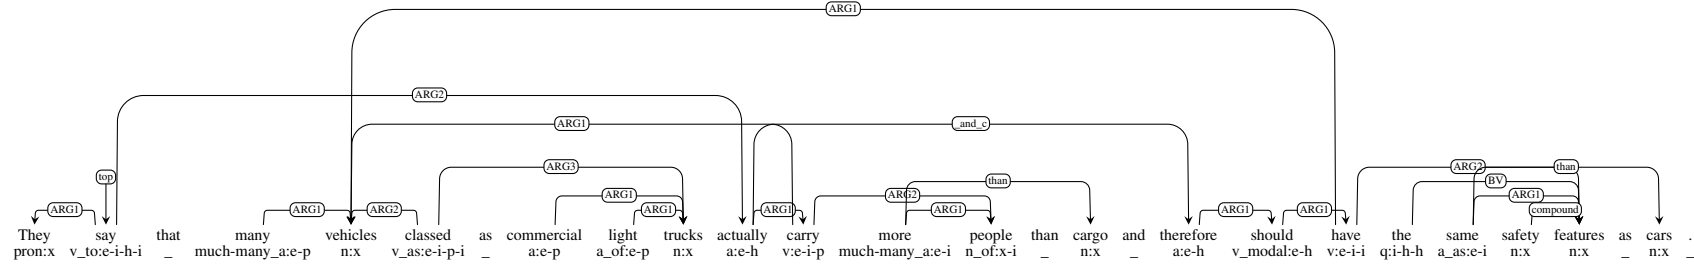 ARG1
ARG2
ARG1 _and_c
top ARG3 ARG2 than
ARG1 ARG2 than BV
ARG1 ARG1 ARG2 ARG1 ARG1 ARG1 ARG1 ARG1 ARG1 compound
They say that many vehicles classed as commercial light trucks actually carry more people than cargo and therefore should have the same safety features as cars .
pron:x v_to:e-i-h-i _ much-many_a:e-p n:x v_as:e-i-p-i _ a:e-p a_of:e-p n:x a:e-h v:e-i-p much-many_a:e-i n_of:x-i _ n:x _ a:e-h v_modal:e-h v:e-i-i q:i-h-h a_as:e-i n:x n:x _ n:x _